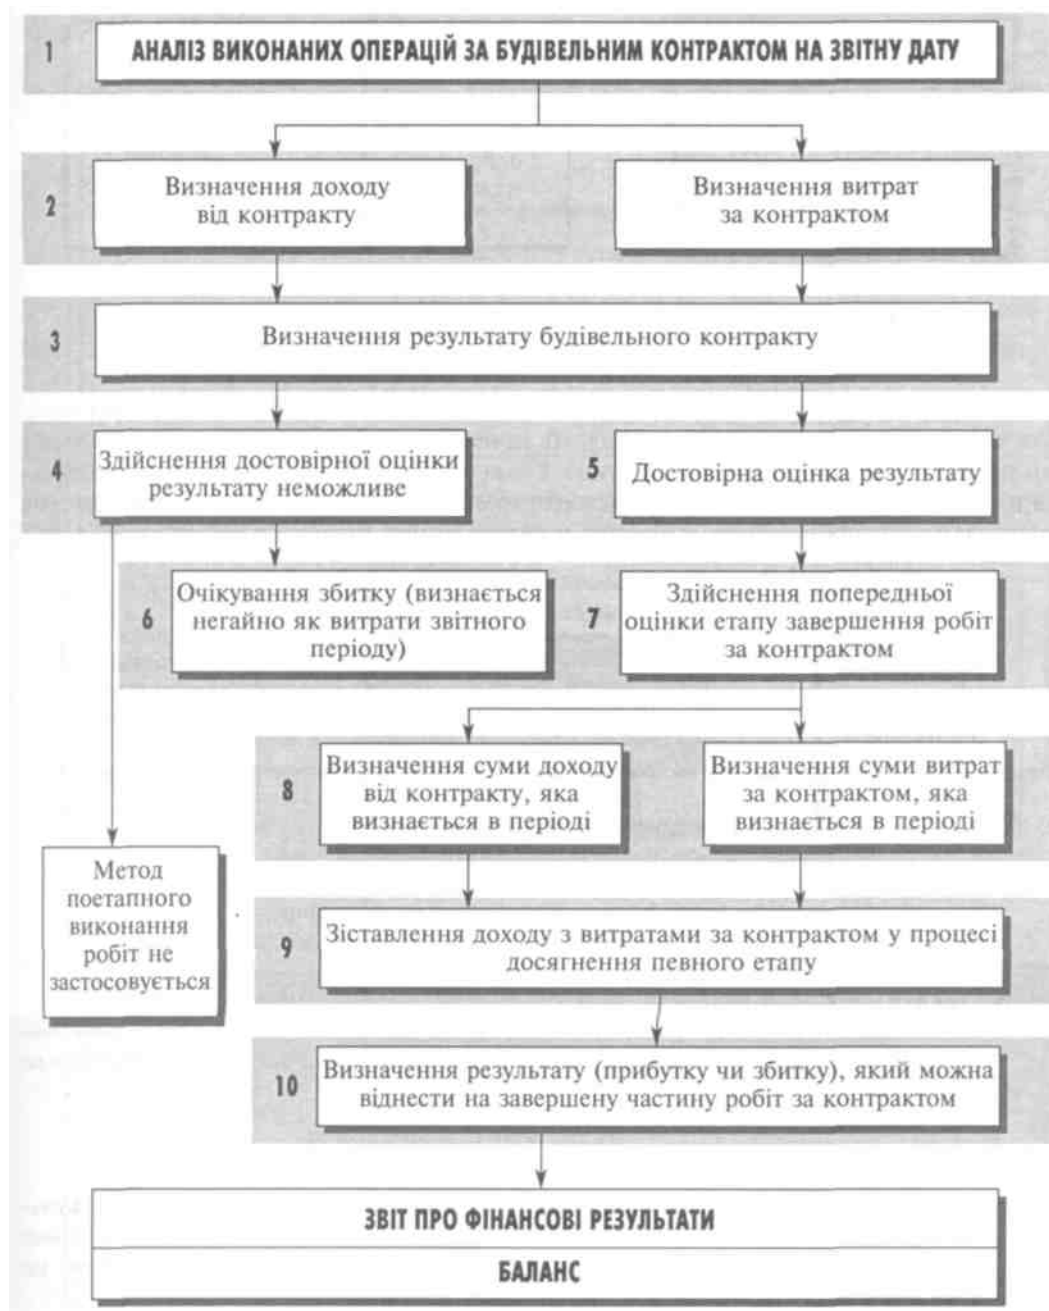 1
АНАЛІЗ ВИКОНАНИХ ОПЕРАЦІЙ ЗА БУДІВЕЛЬНИМ КОНТРАКТОМ НА ЗВІТНУ ДАТУ
2
Визначення доходу
від контракту
Визначення витрат
за контрактом
3
Визначення результату будівельного контракту
4
Здійснення достовірної оцінки
результату неможливе
5
Достовірна оцінка результату
6
Очікування збитку (визнається
негайно як витрати звітного
періоду)
7
Здійснення попередньої
оцінки етапу завершення робіт
за контрактом
8
Визначення суми доходу
від контракту, яка
визнається в періоді
Визначення суми витрат
за контрактом, яка
визнається в періоді
Метод
поетапного
виконання
робіт не
застосовується
9
Зіставлення доходу з витратами за контрактом у процесі
досягнення певного етапу
10
Визначення результату (прибутку чи збитку), який можна
віднести на завершену частину робіт за контрактом
ЗВІТ ПРО ФІНАНСОВІ РЕЗУЛЬТАТИ
БАЛАНС